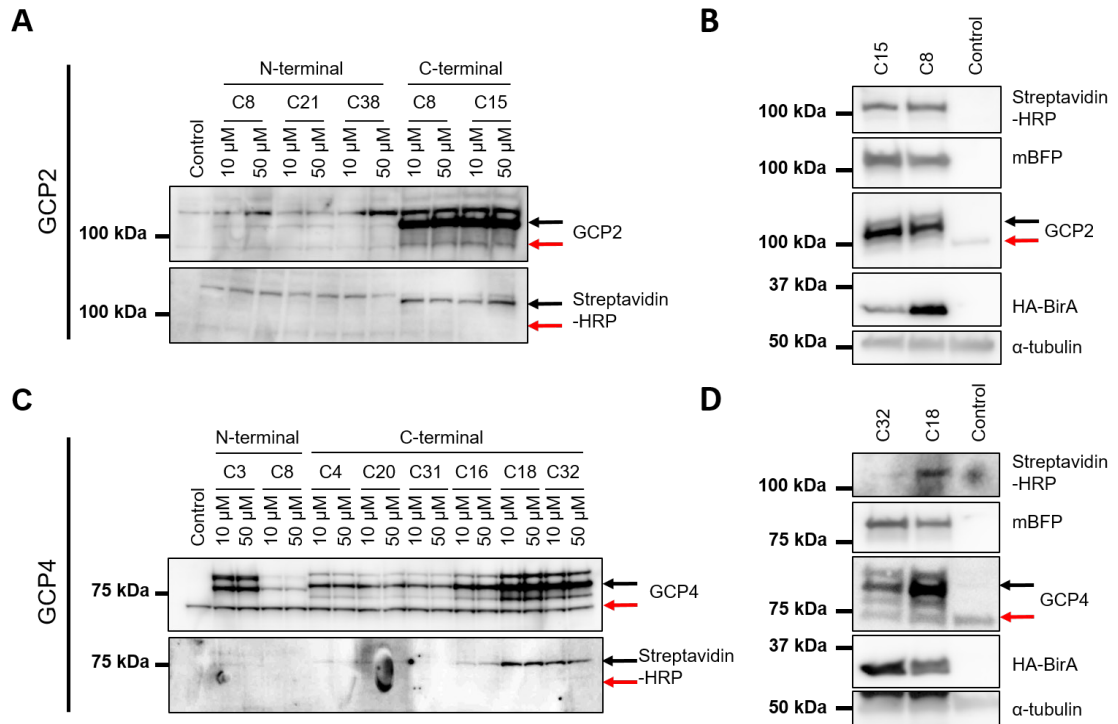 A
GCP2
N-terminal C-terminal
C8 C21 C38 C8 C15
Control 10 µM 50 µM 10 µM 50 µM 10 µM 50 µM 10 µM 50 µM 10 µM 50 µM
100 kDa GCP2
100 kDa Streptavidin
-HRP
B
C15 C8 Control
100 kDa Streptavidin
-HRP
100 kDa mBFP
100 kDa GCP2
37 kDa HA-BirA
50 kDa α-tubulin
C
GCP4
N-terminal C-terminal
C3 C8 C4 C20 C31 C16 C18 C32
Control 10 µM 50 µM 10 µM 50 µM 10 µM 50 µM 10 µM 50 µM 10 µM 50 µM 10 µM 50 µM 10 µM 50 µM 10 µM 50 µM
75 kDa GCP4
75 kDa Streptavidin
-HRP
D
C32 C18 Control
100 kDa Streptavidin
-HRP
75 kDa mBFP
75 kDa GCP4
37 kDa HA-BirA
50 kDa α-tubulin